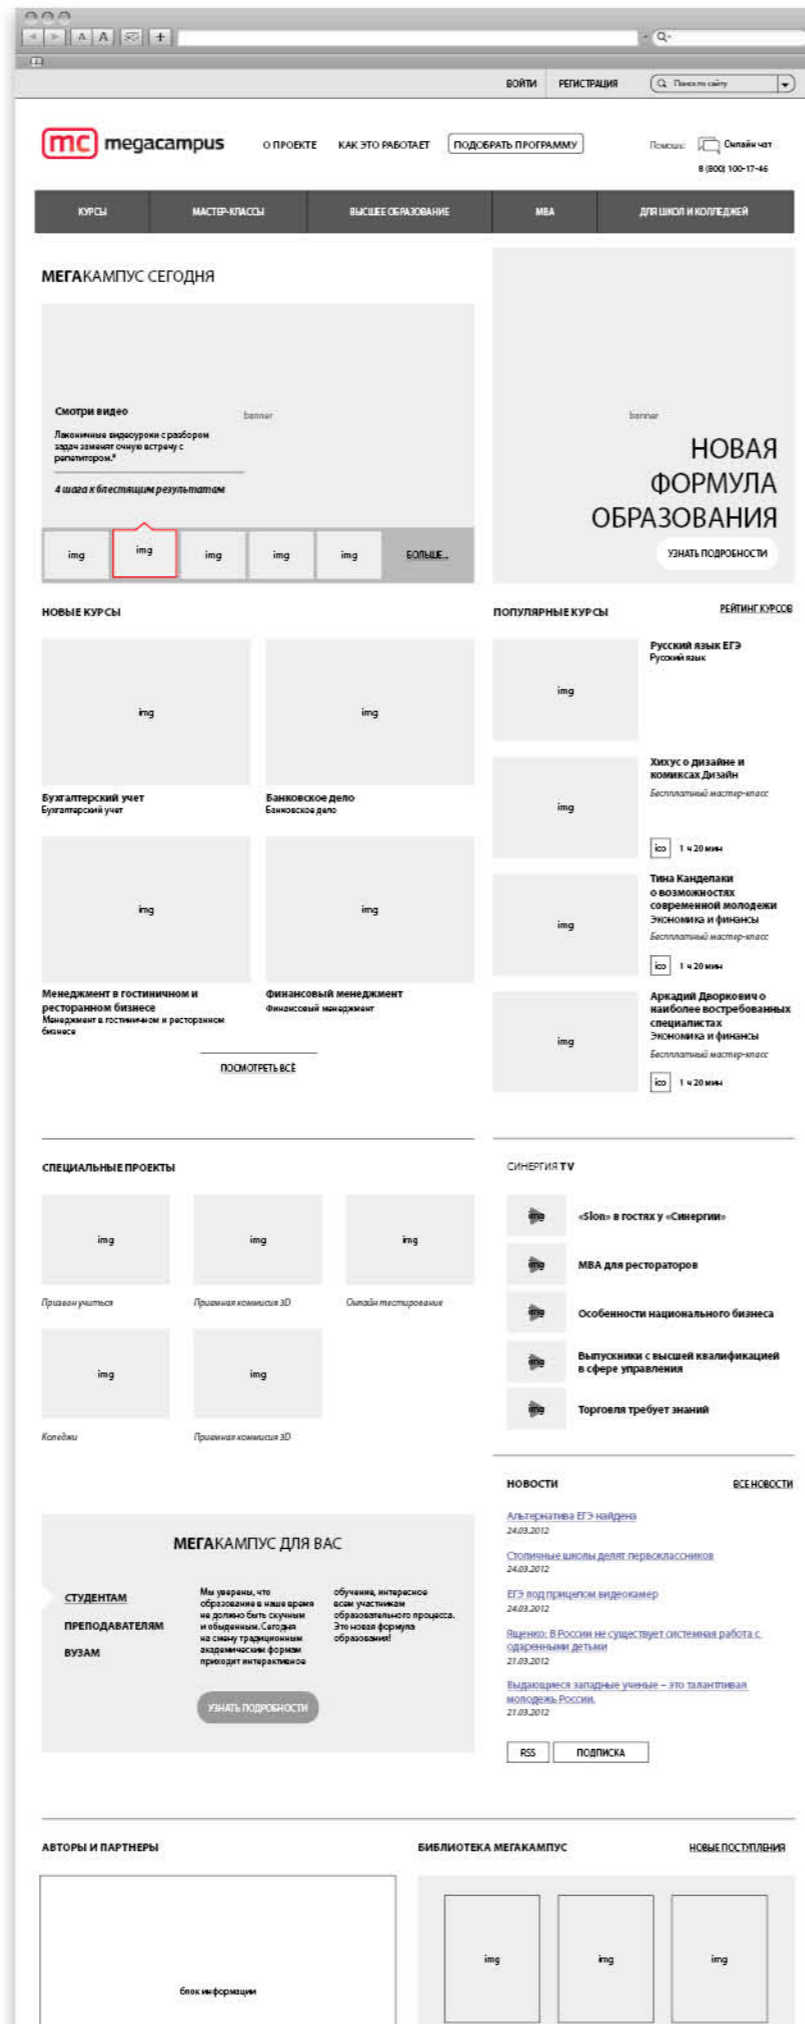 A A +
Q-
ВОЙТИ РЕГИСТРАЦИЯ Поиск по сайту
mc megacampus О ПРОЕКТЕ КАК ЭТО РАБОТАЕТ ПОДОБРАТЬ ПРОГРАММУ Помощь: Онлайн чат
8 (800) 100-17-46
КУРСЫ МАСТЕР-КЛАССЫ ВЫСШЕЕ ОБРАЗОВАНИЕ MBA ДЛЯ ШКОЛ И КОЛЛЕДЖЕЙ
МЕГАКАМПУС СЕГОДНЯ
Смотри видео
banner
Лаконичные видеоуроки с разбором
задач заменят очную встречу с
репетитором.*
4 шага к блестящим результатам
img img img img img БОЛЬШЕ...
banner
НОВАЯ
ФОРМУЛА
ОБРАЗОВАНИЯ
УЗНАТЬ ПОДРОБНОСТИ
НОВЫЕ КУРСЫ
img img
Бухгалтерский учет
Бухгалтерский учет
Банковское дело
Банковское дело
img img
Менеджмент в гостиничном и
ресторанном бизнесе
Менеджмент в гостиничном и ресторанном
бизнесе
Финансовый менеджмент
Финансовый менеджмент
ПОСМОТРЕТЬ ВСЁ
ПОПУЛЯРНЫЕ КУРСЫ РЕЙТИНГ КУРСОВ
img
Русский язык ЕГЭ
Русский язык
img
Хихус о дизайне и
комиксах Дизайн
Бесплатный мастер-класс
ico 1 ч 20 мин
img
Тина Канделаки
о возможностях
современной молодежи
Экономика и финансы
Бесплатный мастер-класс
ico 1 ч 20 мин
img
Аркадий Дворкович о
наиболее востребованных
специалистах
Экономика и финансы
Бесплатный мастер-класс
ico 1 ч 20 мин
СПЕЦИАЛЬНЫЕ ПРОЕКТЫ
img img img
Призван учиться Приемная коммисия 3D Онлайн тестирование
img img
Коледжи Приемная коммисия 3D
СИНЕРГИЯ TV
img «Slon» в гостях у «Синергии»
img MBA для рестораторов
img Особенности национального бизнеса
img Выпускники с высшей квалификацией
в сфере управления
img Торговля требует знаний
НОВОСТИ ВСЕ НОВОСТИ
Альтернатива ЕГЭ найдена
24.03.2012
Столичные школы делят первоклассников
24.03.2012
ЕГЭ под прицелом видеокамер
24.03.2012
Ященко: В России не существует системная работа с
одаренными детьми
21.03.2012
Выдающиеся западные ученые – это талантливая
молодежь России.
21.03.2012
RSS ПОДПИСКА
МЕГАКАМПУС ДЛЯ ВАС
СТУДЕНТАМ
ПРЕПОДАВАТЕЛЯМ
ВУЗАМ
Мы уверены, что
образование в наше время
не должно быть скучным
и обыденным. Сегодня
на смену традиционным
академическим формам
приходит интерактивное
обучение, интересное
всем участникам
образовательного процесса.
Это новая формула
образования!
УЗНАТЬ ПОДРОБНОСТИ
АВТОРЫ И ПАРТНЕРЫ
блок информации
БИБЛИОТЕКА МЕГАКАМПУС НОВЫЕ ПОСТУПЛЕНИЯ
img img img